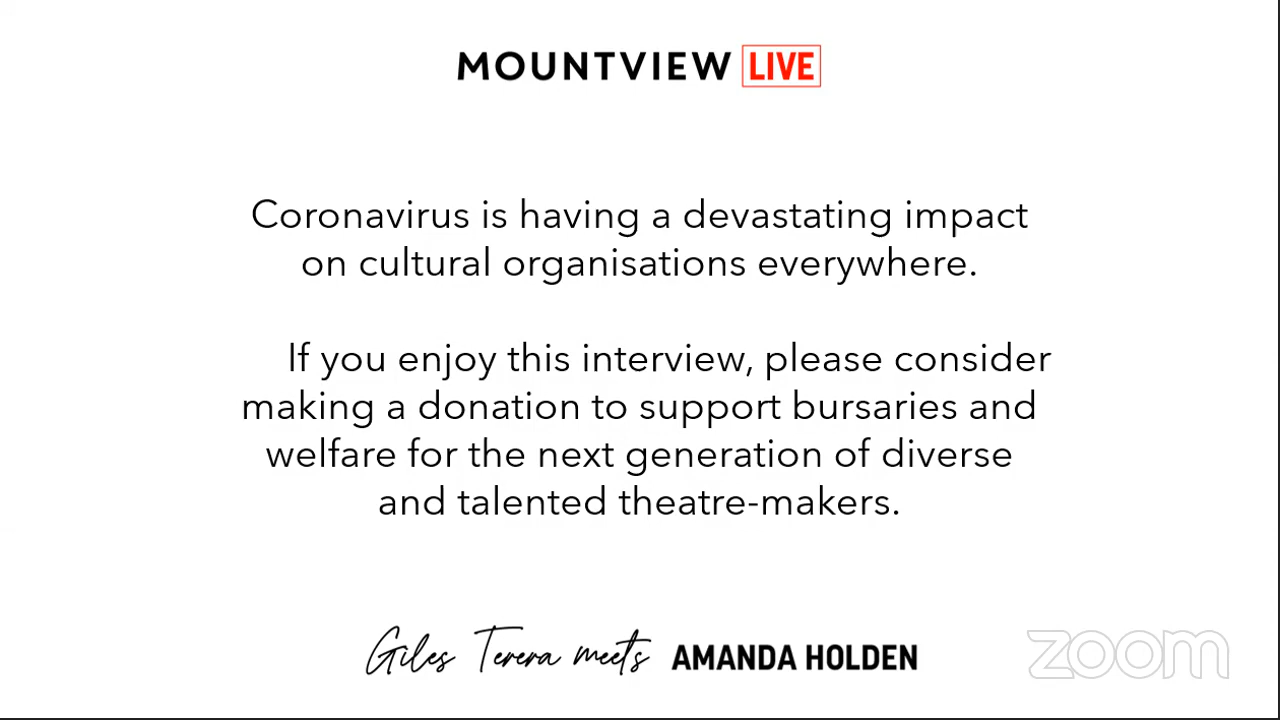 MOUNTVIEW LIVE
Coronavirus is having a devastating impact
on cultural organisations everywhere.
If you enjoy this interview, please consider
making a donation to support bursaries and
welfare for the next generation of diverse
and talented theatre-makers.
Giles Terera meets AMANDA HOLDEN
zoom